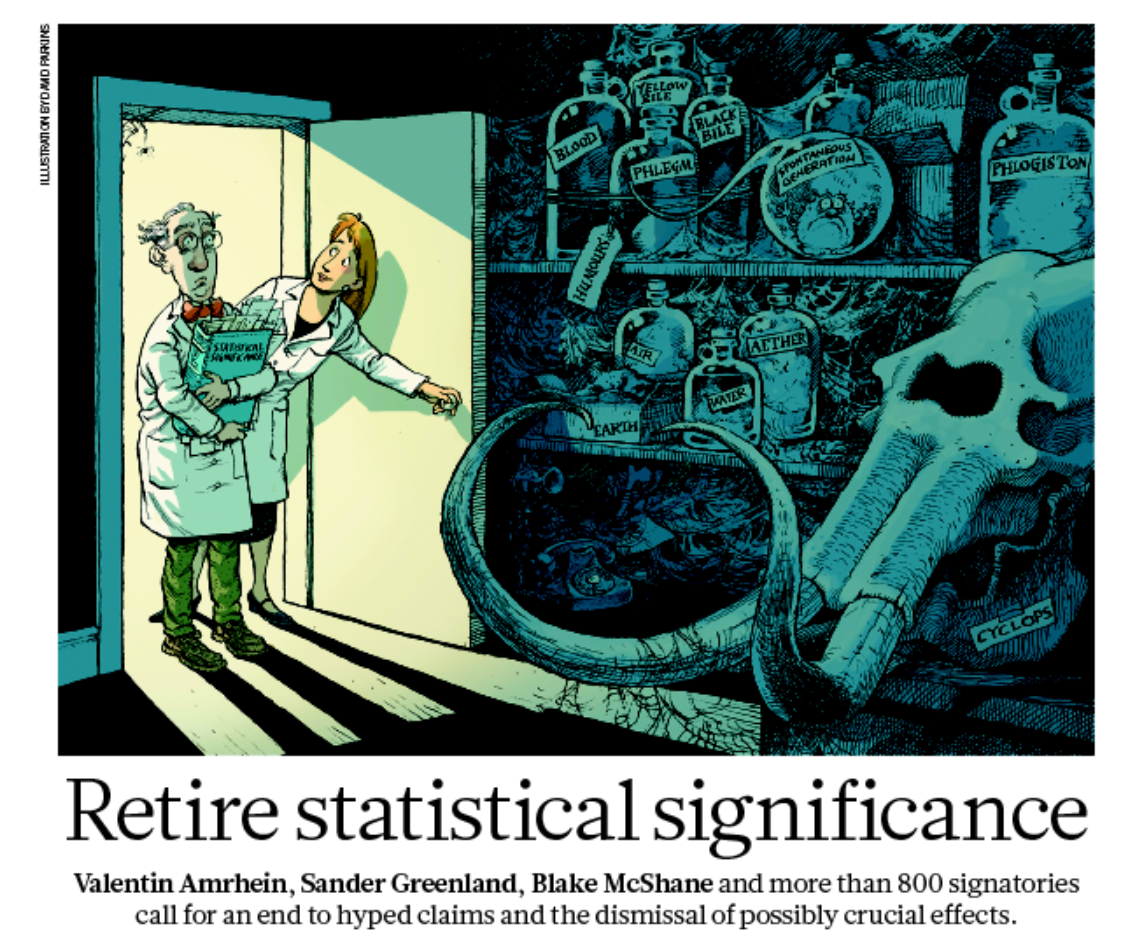 ILLUSTRATION BY DAVID PARKINS
YELLOW
BILE
BLOOD
BLACK
BILE
PHLEGM
SPONTANEOUS
GENERATION
PHLOGISTON
HUMOURS
STATISTICAL
SIGNIFICANCE
AIR
AETHER
WATER
EARTH
CYCLOPS
Retire statistical significance
Valentin Amrhein, Sander Greenland, Blake McShane and more than 800 signatories
call for an end to hyped claims and the dismissal of possibly crucial effects.